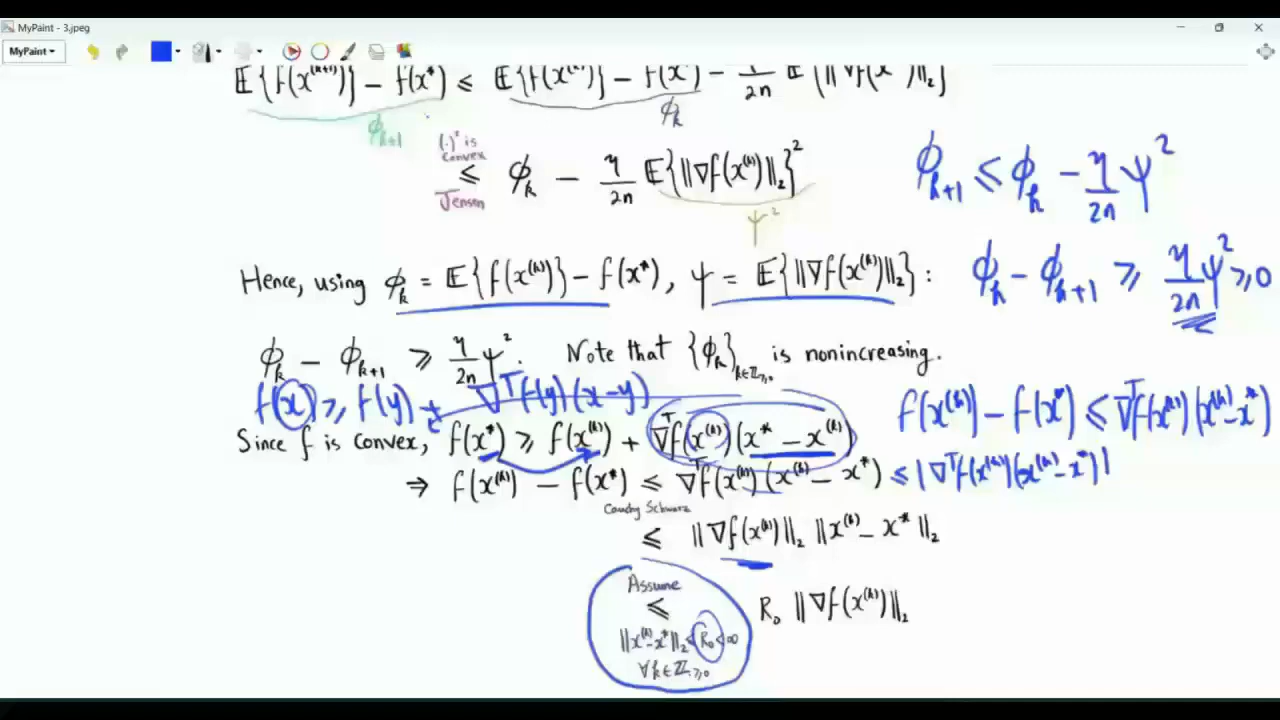 MyPaint - 3.jpeg
MyPaint
𝔼{f(x^(k+1))} − f(x*) ≤ 𝔼{f(x^(k))} − f(x*) − 1/2n 𝔼{‖∇f(x^(k))‖₂
ϕ_{k+1} ϕ_k
(·)² is convex
≤ ϕ_k − η/2n 𝔼{‖∇f(x^(k))‖₂}²
Jensen
ψ²
ϕ_{k+1} ≤ ϕ_k − η/2n ψ²
Hence, using ϕ_k = 𝔼{f(x^(k))} − f(x*), ψ = 𝔼{‖∇f(x^(k))‖₂} :
ϕ_k − ϕ_{k+1} ≥ η/2n ψ² ≥ 0
ϕ_k − ϕ_{k+1} ≥ η/2n ψ². Note that {ϕ_k}_{k∈ℤ≥0} is nonincreasing.
f(x) ≥ f(y) + ∇ᵀf(y)(x−y)
Since f is convex, f(x*) ≥ f(x^(k)) + ∇ᵀf(x^(k))(x* − x^(k))
f(x^(k)) − f(x*) ≤ ∇ᵀf(x^(k))(x^(k) − x*)
⇒ f(x^(k)) − f(x*) ≤ ∇ᵀf(x^(k))(x^(k) − x*) ≤ |∇ᵀf(x^(k))(x^(k) − x*)|
Cauchy Schwarz
≤ ‖∇f(x^(k))‖₂ ‖x^(k) − x*‖₂
Assume
≤ R₀ ‖∇f(x^(k))‖₂
‖x^(k) − x*‖₂ ≤ R₀ < ∞
∀k∈ℤ≥0